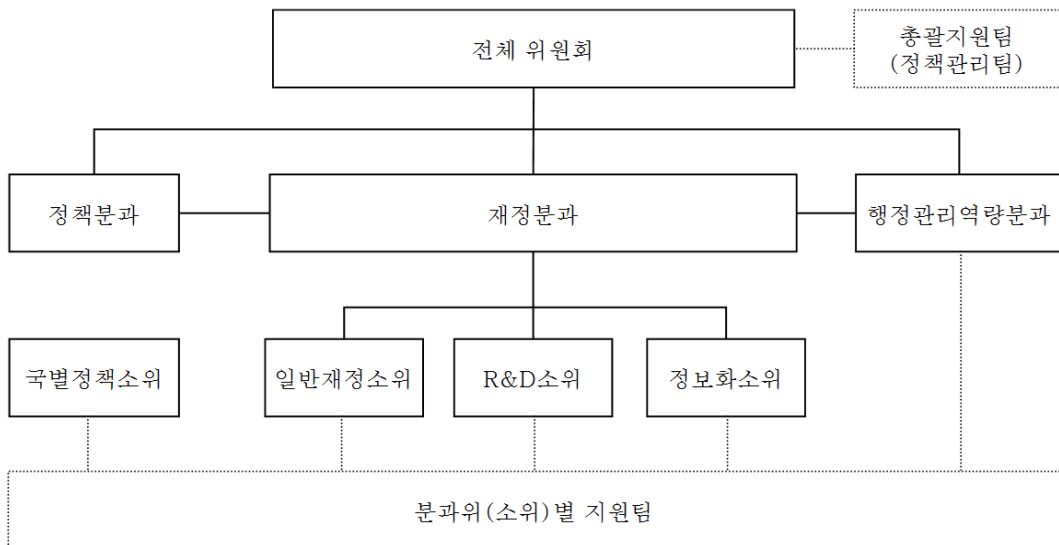 전체 위원회
총괄지원팀
(정책관리팀)
정책분과
재정분과
행정관리역량분과
국별정책소위
일반재정소위
R&D소위
정보화소위
분과위(소위)별 지원팀